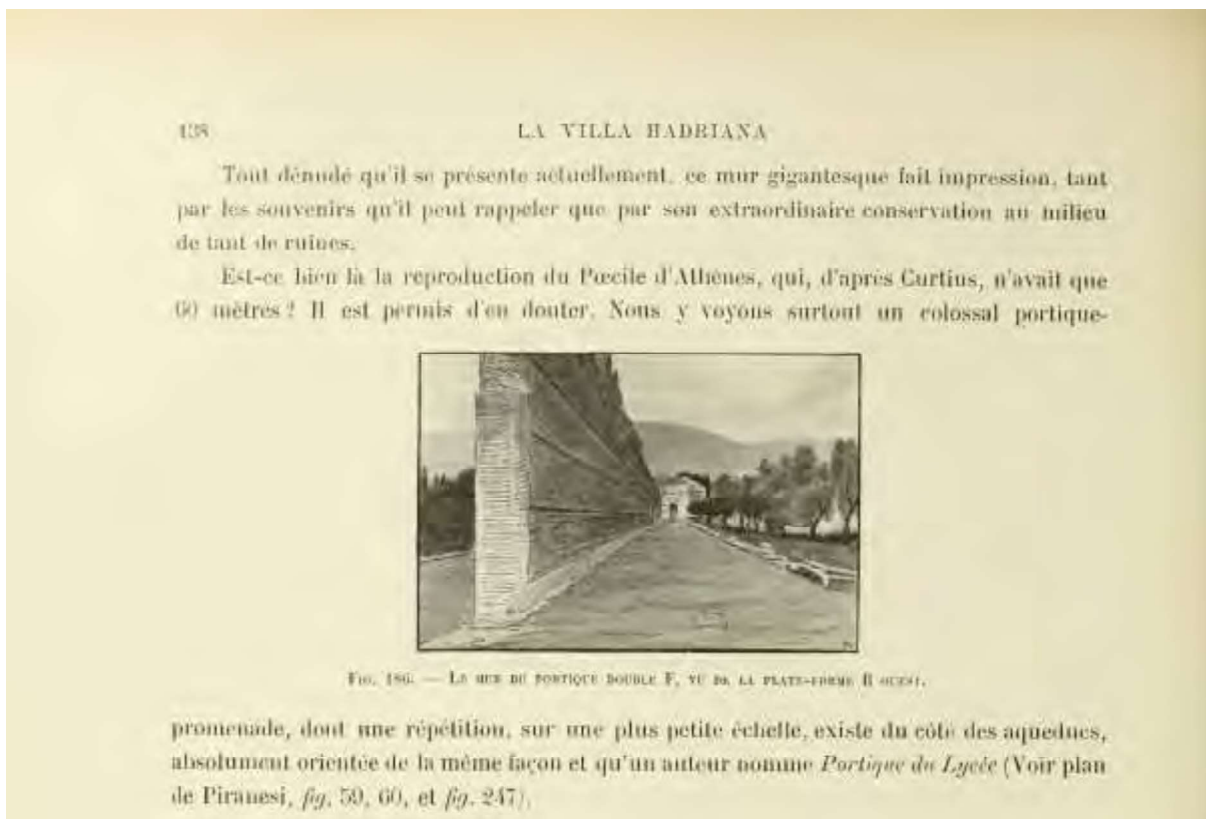 138 LA VILLA HADRIANA
Tout dénudé qu'il se présente actuellement, ce mur gigantesque fait impression, tant
par les souvenirs qu'il peut rappeler que par son extraordinaire conservation au milieu
de tant de ruines.
Est-ce bien là la reproduction du Pœcile d'Athènes, qui, d'après Curtius, n'avait que
60 mètres? Il est permis d'en douter. Nous y voyons surtout un colossal portique-
FIG. 186. — LE MUR DU PORTIQUE DOUBLE F, VU DE LA PLATE-FORME R OUEST.
promenade, dont une répétition, sur une plus petite échelle, existe du côté des aqueducs,
absolument orientée de la même façon et qu'un auteur nomme Portique du Lycée (Voir plan
de Piranesi, fig. 59, 60, et fig. 247).